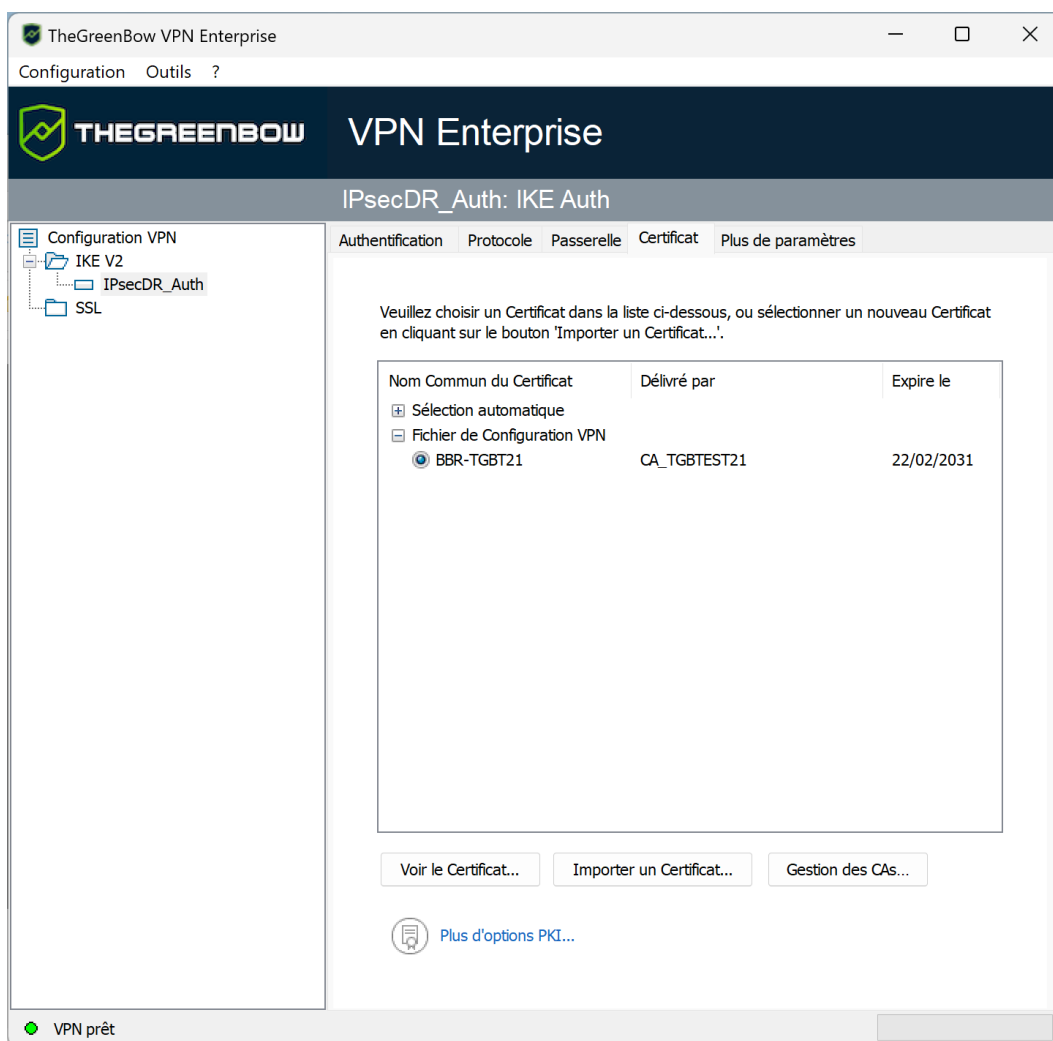 TheGreenBow VPN Enterprise
Configuration Outils ?
THEGREENBOW
VPN Enterprise
IPsecDR_Auth: IKE Auth
Configuration VPN
IKE V2
IPsecDR_Auth
SSL
Authentification Protocole Passerelle Certificat Plus de paramètres
Veuillez choisir un Certificat dans la liste ci-dessous, ou sélectionner un nouveau Certificat
en cliquant sur le bouton 'Importer un Certificat...'.
Nom Commun du Certificat Délivré par Expire le
Sélection automatique
Fichier de Configuration VPN
BBR-TGBT21 CA_TGBTEST21 22/02/2031
Voir le Certificat... Importer un Certificat... Gestion des CAs...
Plus d'options PKI...
VPN prêt